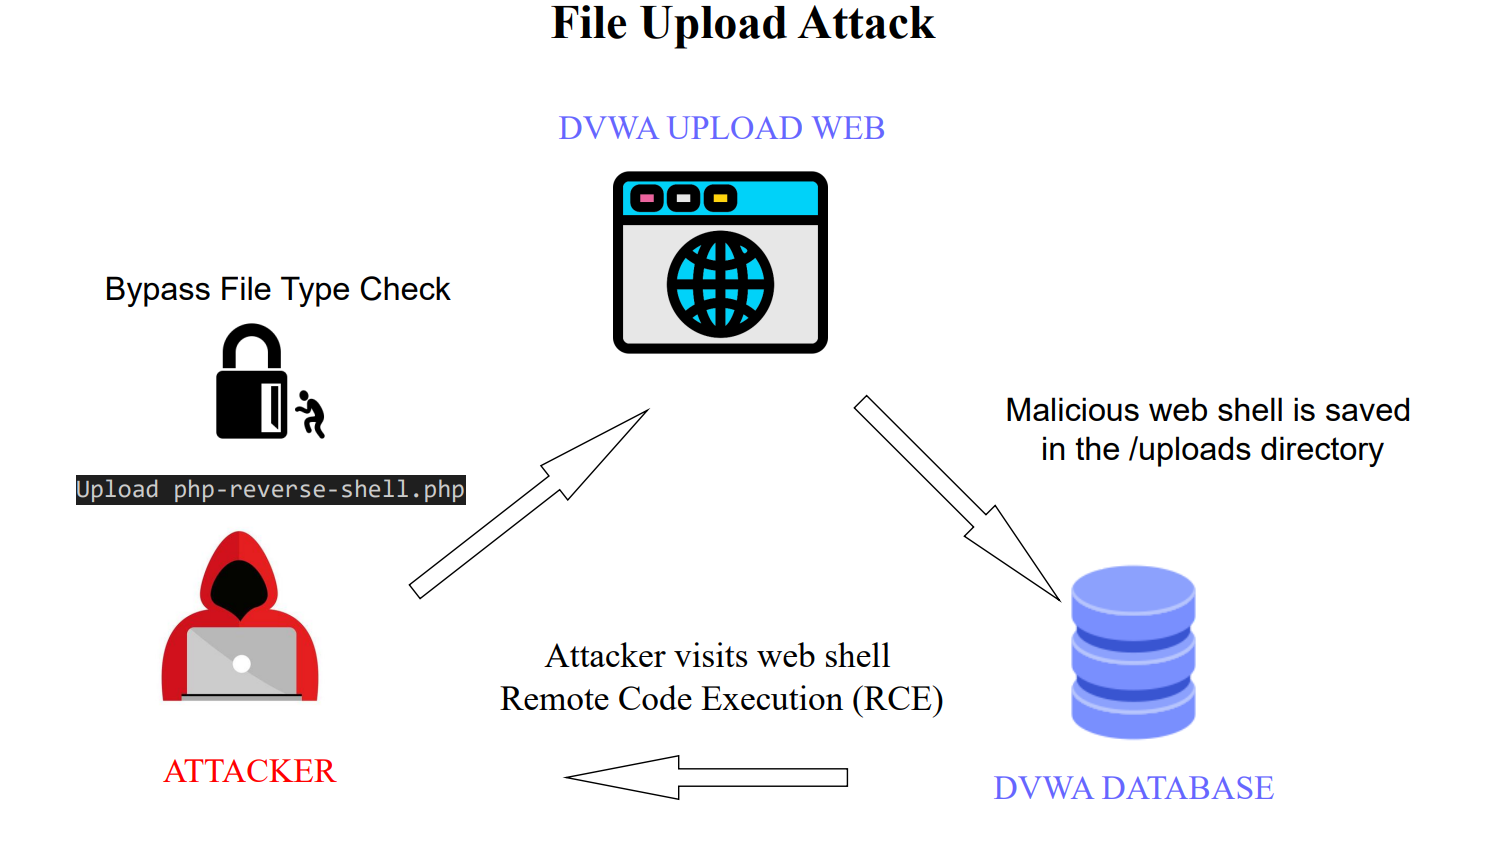 File Upload Attack
DVWA UPLOAD WEB
Bypass File Type Check
Upload php-reverse-shell.php
ATTACKER
Malicious web shell is saved
in the /uploads directory
DVWA DATABASE
Attacker visits web shell
Remote Code Execution (RCE)